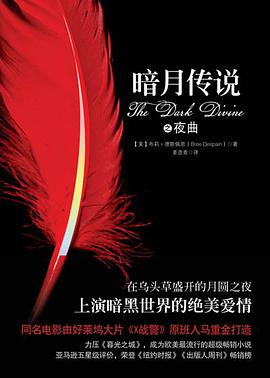 暗月传说
The Dark Divine
之夜曲
【美】布莉·德斯佩恩（Bree Despain）著
姜彦青 译
在乌头草盛开的月圆之夜
上演暗黑世界的绝美爱情
同名电影由好莱坞大片《X战警》原班人马重金打造
力压《暮光之城》，成为欧美最流行的超级畅销小说
亚马逊五星级评价，荣登《纽约时报》《出版人周刊》畅销榜